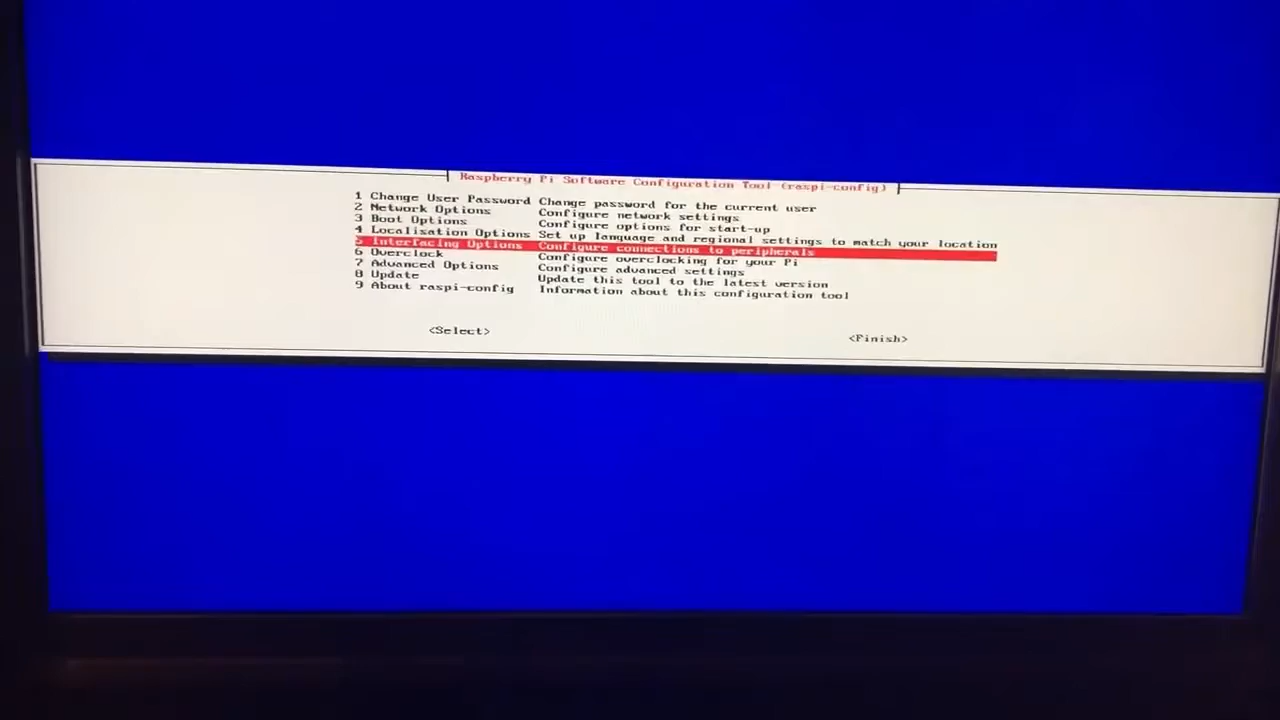 Raspberry Pi Software Configuration Tool (raspi-config)
1 Change User Password Change password for the current user
2 Network Options Configure network settings
3 Boot Options Configure options for start-up
4 Localisation Options Set up language and regional settings to match your location
5 Interfacing Options Configure connections to peripherals
6 Overclock Configure overclocking for your Pi
7 Advanced Options Configure advanced settings
8 Update Update this tool to the latest version
9 About raspi-config Information about this configuration tool
<Select> <Finish>